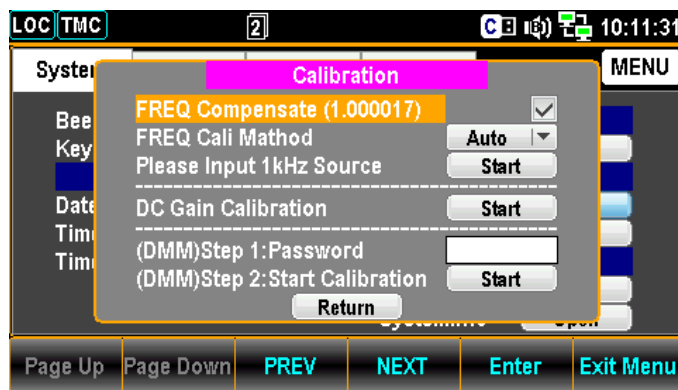 LOC TMC 2 C 10:11:31
Syste MENU
Calibration
FREQ Compensate (1.000017)
FREQ Cali Mathod Auto
Please Input 1kHz Source Start
DC Gain Calibration Start
(DMM)Step 1:Password
(DMM)Step 2:Start Calibration Start
Return
Bee
Key
Date
Tim
Tim
Page Up Page Down PREV NEXT Enter Exit Menu